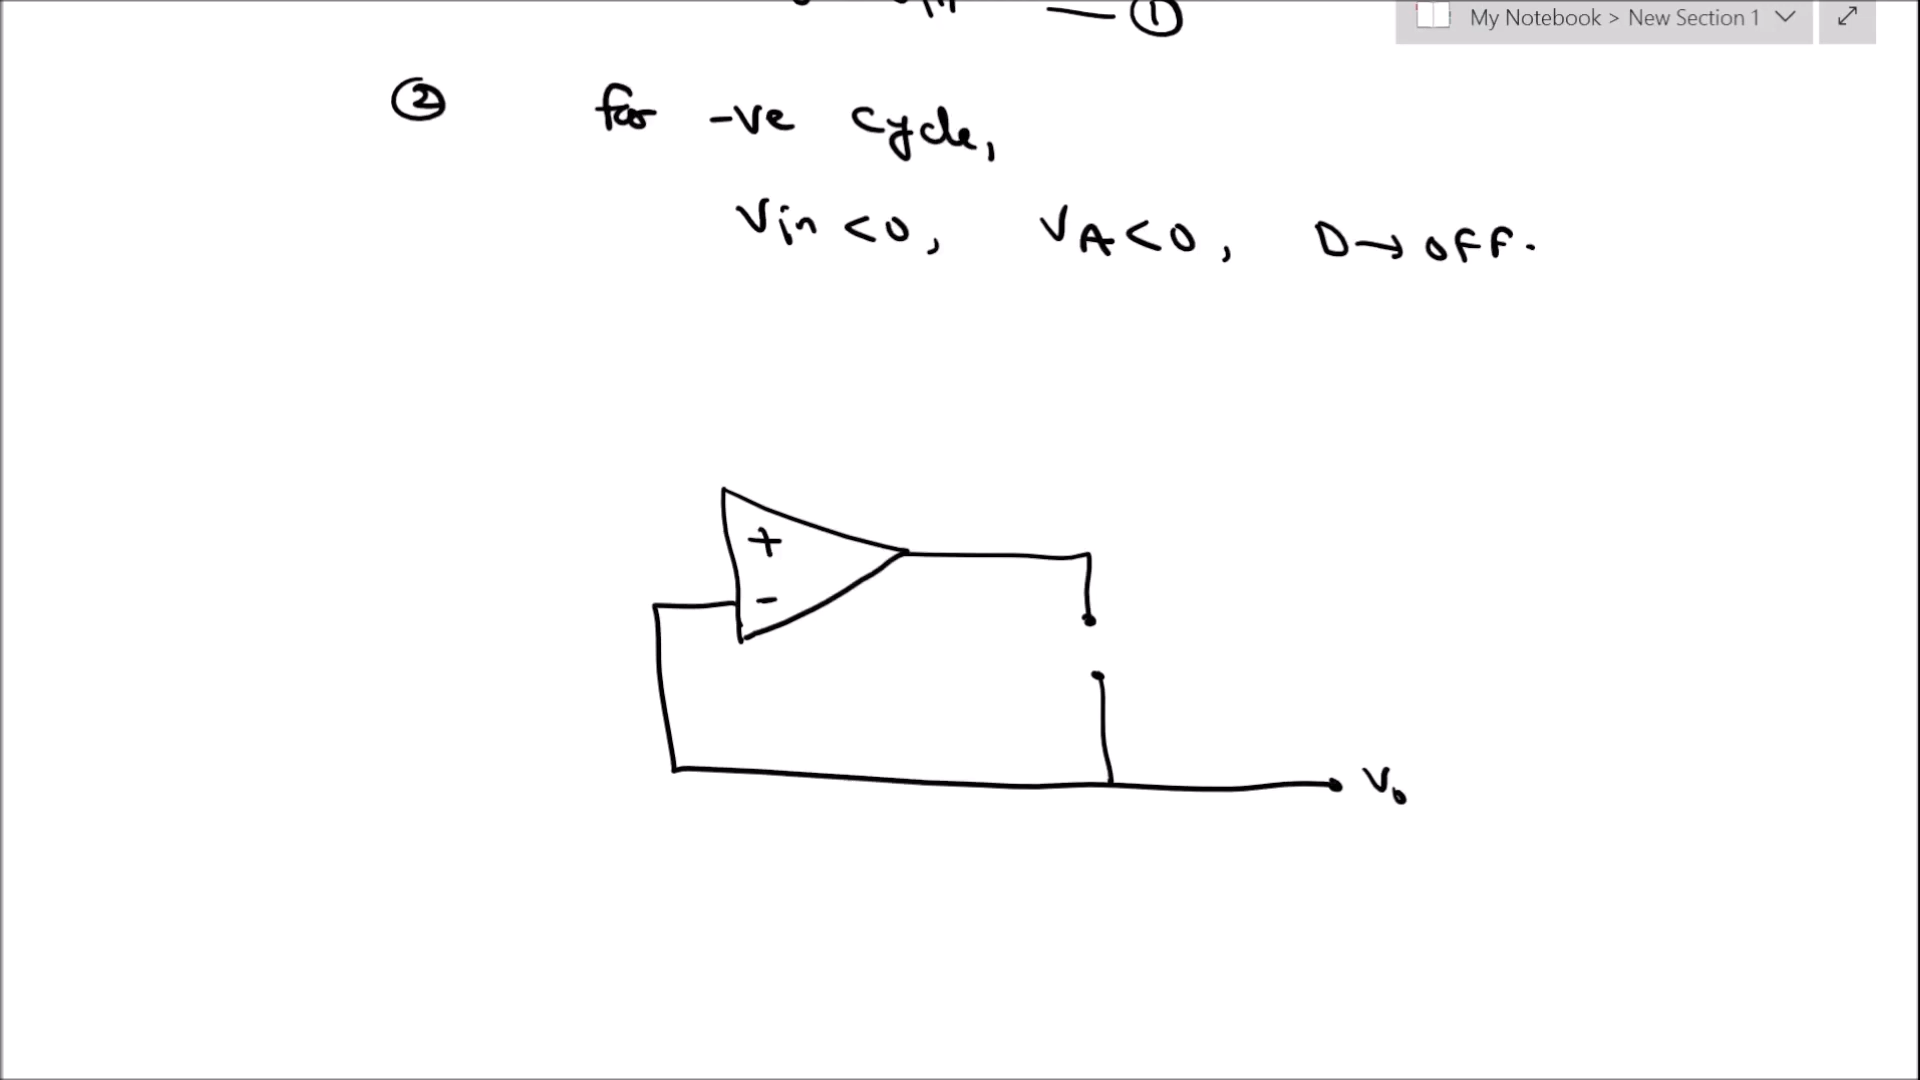 — ①
My Notebook > New Section 1
② for -ve cycle,
Vin <0, VA<0, D→OFF.
+
-
Vo